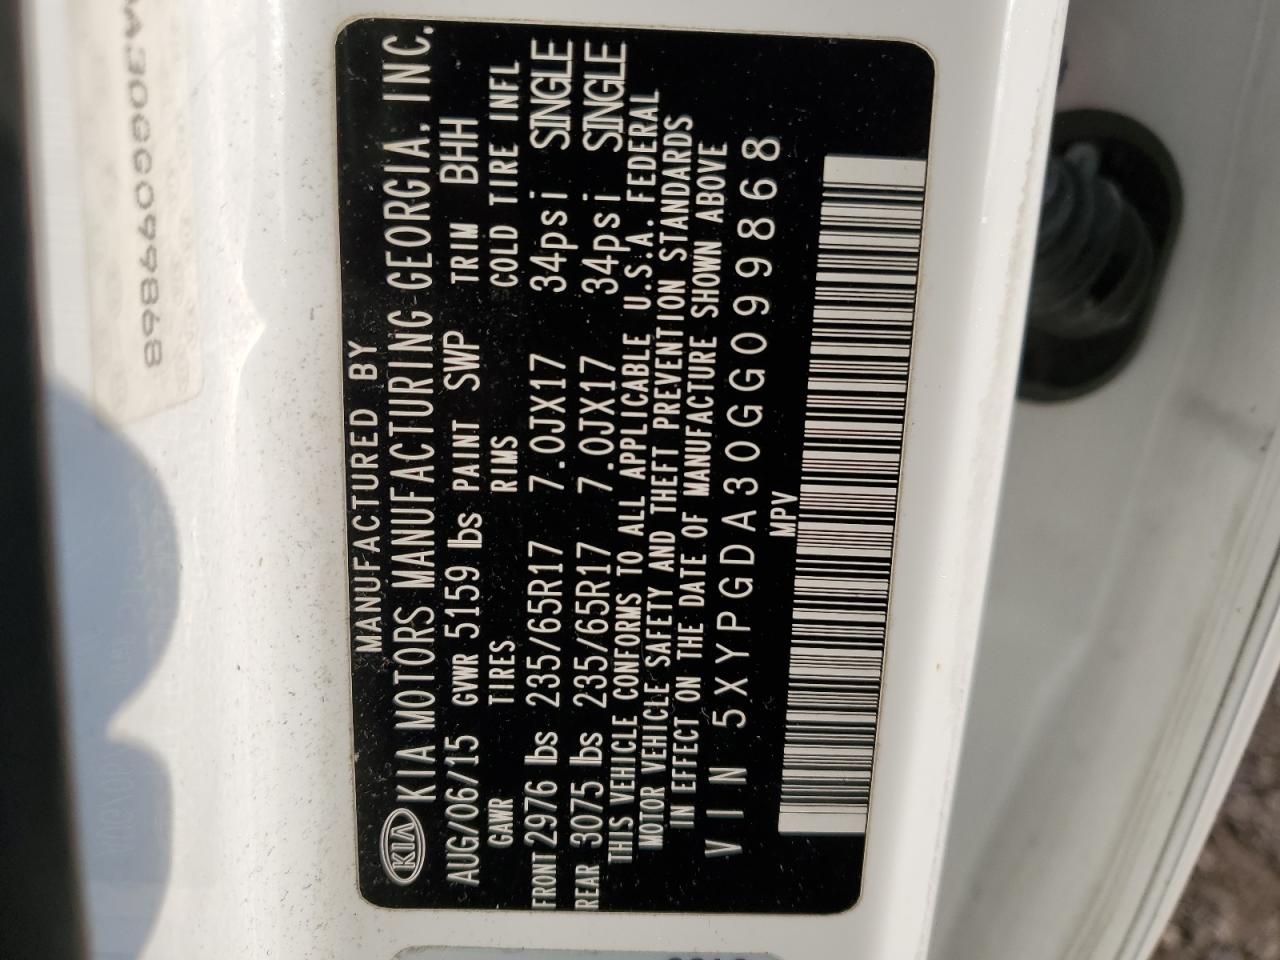 MANUFACTURED BY
KIA KIA MOTORS MANUFACTURING GEORGIA, INC.
AUG/06/15 GVWR 5159 lbs PAINT SWP TRIM BHH
GAWR TIRES RIMS COLD TIRE INFL
FRONT 2976 lbs 235/65R17 7.0JX17 34psi SINGLE
REAR 3075 lbs 235/65R17 7.0JX17 34psi SINGLE
THIS VEHICLE CONFORMS TO ALL APPLICABLE U.S.A. FEDERAL
MOTOR VEHICLE SAFETY AND THEFT PREVENTION STANDARDS
IN EFFECT ON THE DATE OF MANUFACTURE SHOWN ABOVE
VIN 5XYPGDA30GG099868
MPV
A30GG099868